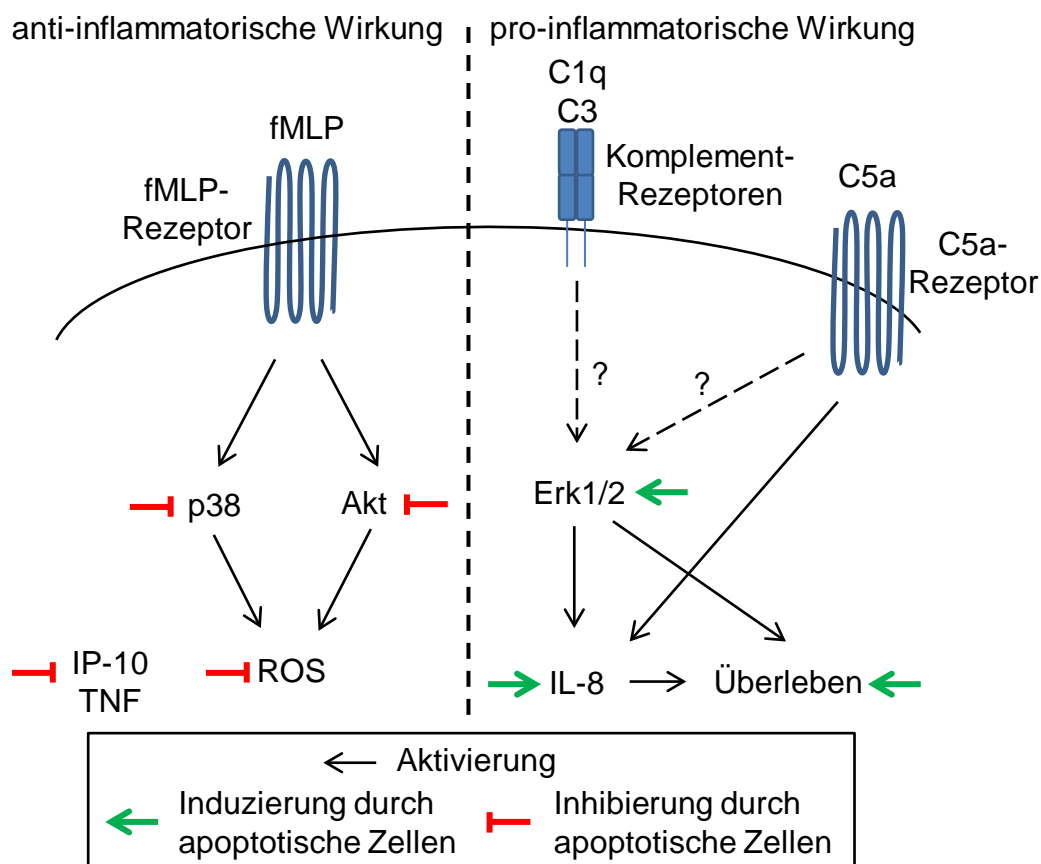 anti-inflammatorische Wirkung
pro-inflammatorische Wirkung
fMLP
fMLP-
Rezeptor
C1q
C3
Komplement-
Rezeptoren
C5a
C5a-
Rezeptor
?
?
p38
Akt
Erk1/2
IP-10
TNF
ROS
IL-8
Überleben
Aktivierung
Induzierung durch
apoptotische Zellen
Inhibierung durch
apoptotische Zellen